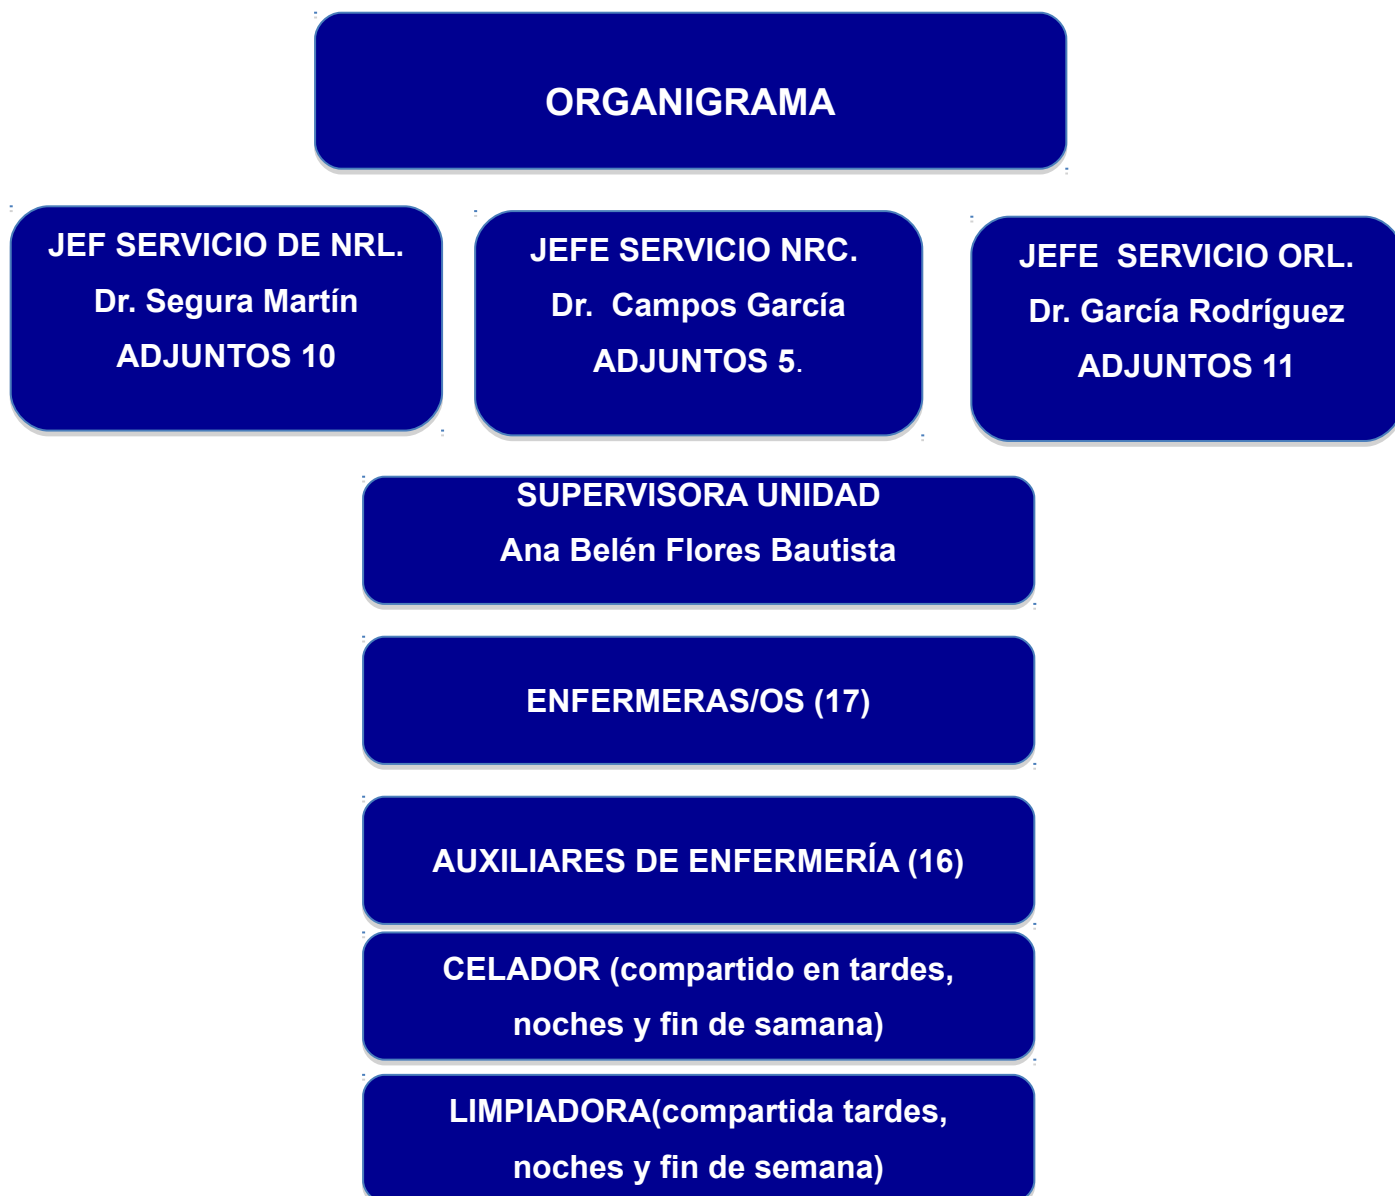 ORGANIGRAMA
JEF SERVICIO DE NRL.
Dr. Segura Martín
ADJUNTOS 10
JEFE SERVICIO NRC.
Dr. Campos García
ADJUNTOS 5.
JEFE SERVICIO ORL.
Dr. García Rodríguez
ADJUNTOS 11
SUPERVISORA UNIDAD
Ana Belén Flores Bautista
ENFERMERAS/OS (17)
AUXILIARES DE ENFERMERÍA (16)
CELADOR (compartido en tardes,
noches y fin de samana)
LIMPIADORA(compartida tardes,
noches y fin de semana)